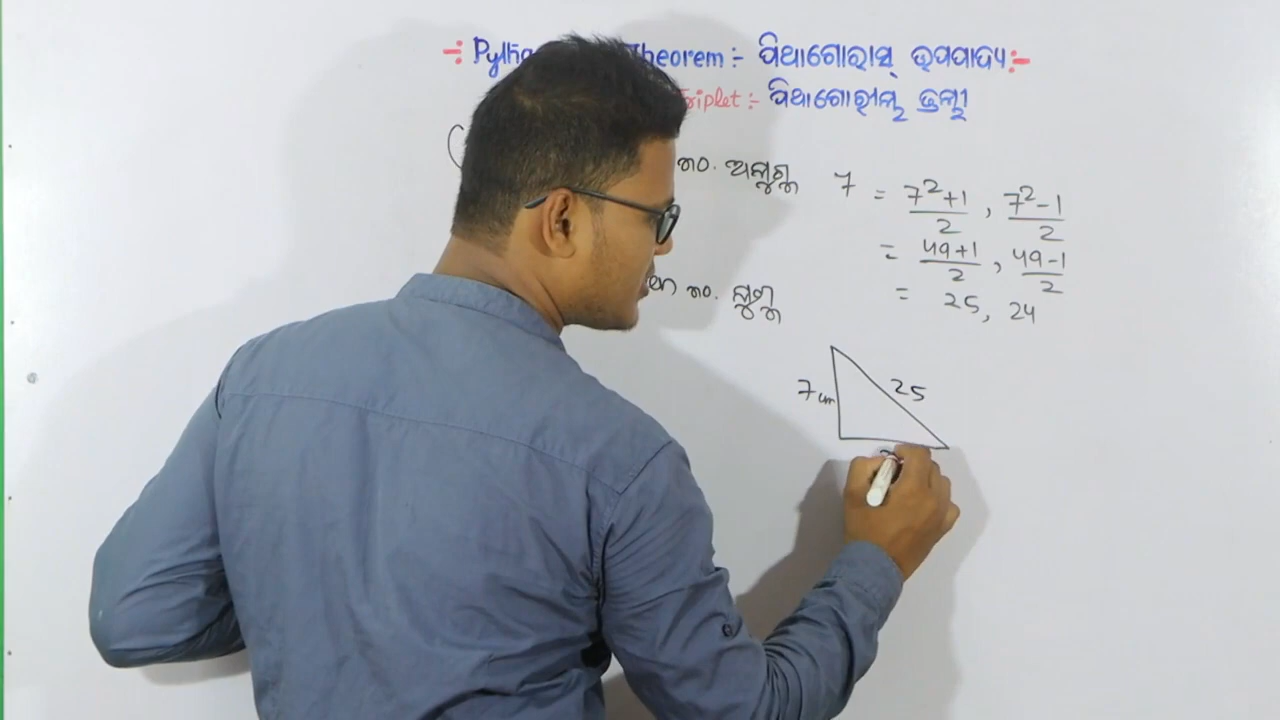 -: Theorem :- ପିଥାଗୋରାସ୍ ଉପପାଦ୍ୟ :-
Triplet :- ପିଥାଗୋରୀୟ ତ୍ରୟୀ
ନଂ. ଅଯୁଗ୍ମ 7 = 7²+1/2 , 7²-1/2
= 49+1/2 , 49-1/2
ନଂ. ଯୁଗ୍ମ = 25, 24
7cm 25